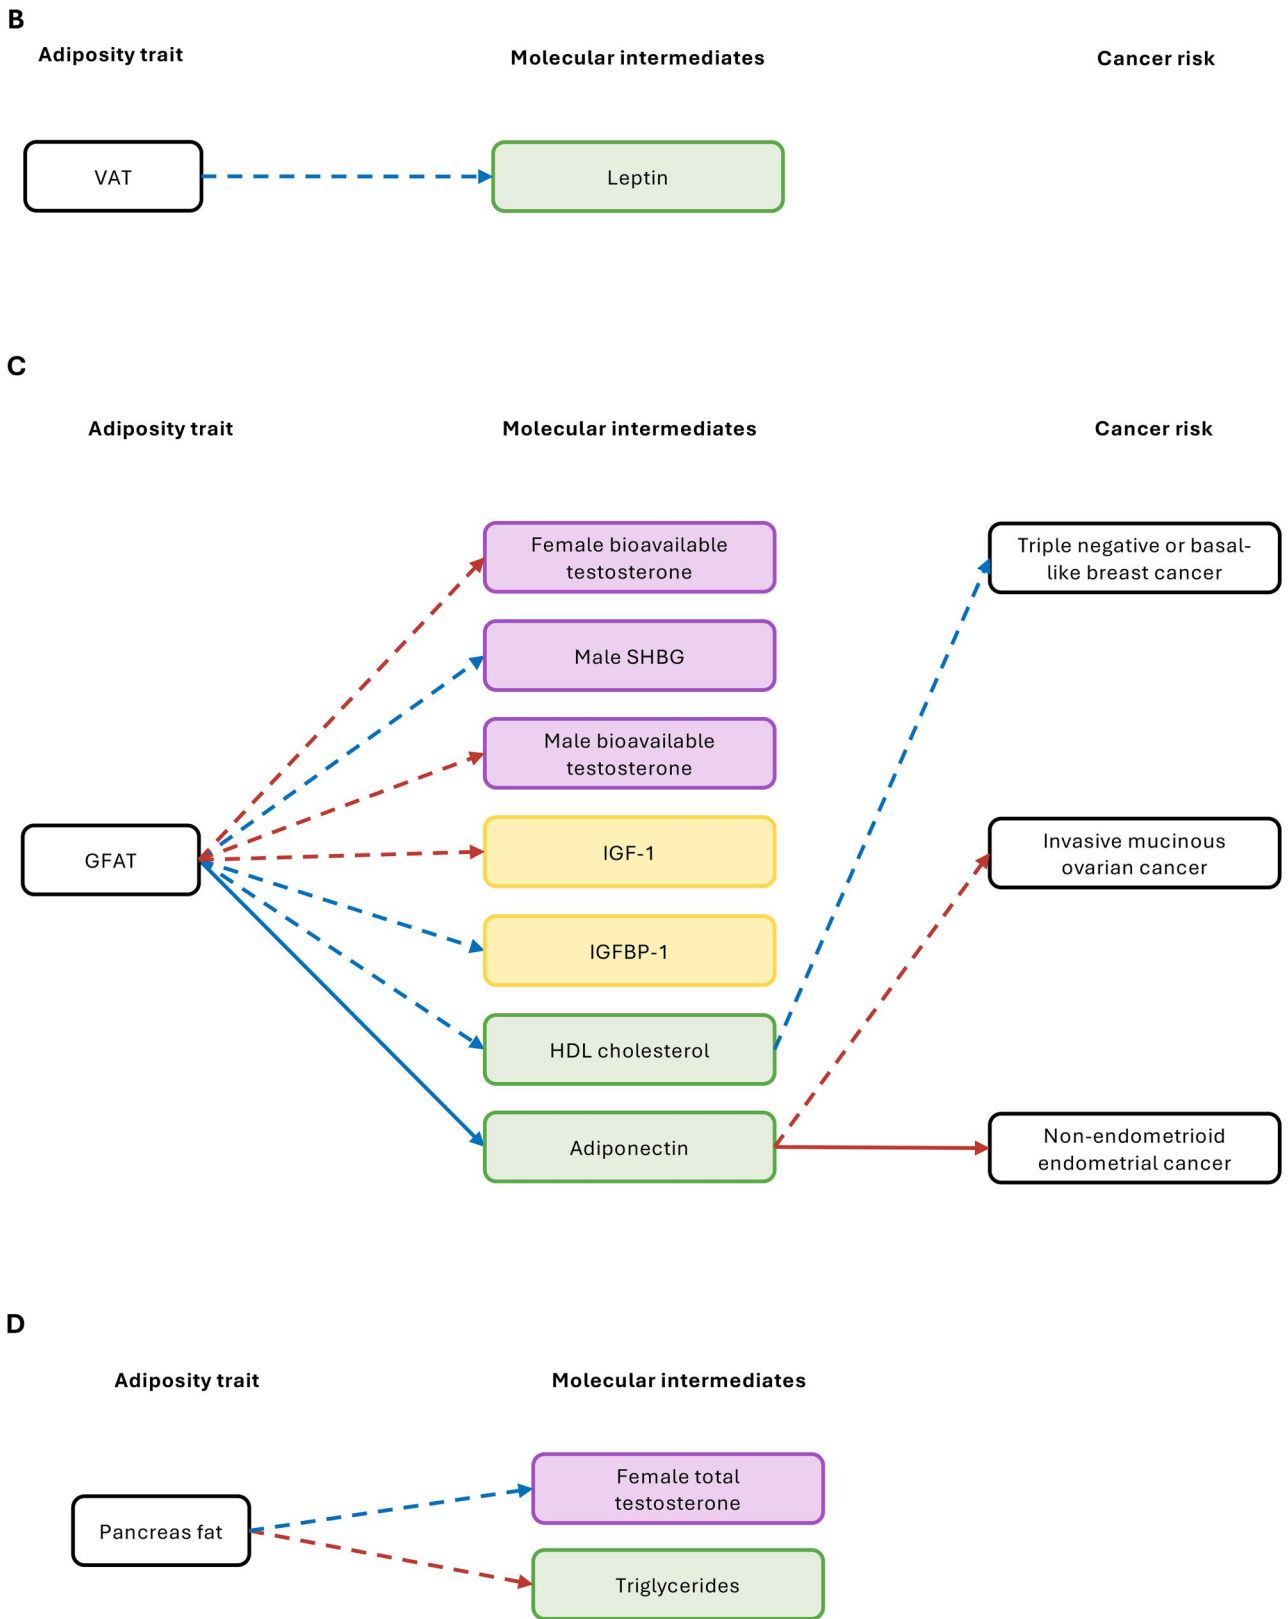 B
Adiposity trait
Molecular intermediates
Cancer risk
VAT
Leptin
C
Adiposity trait
Molecular intermediates
Cancer risk
Female bioavailable
testosterone
Triple negative or basal-
like breast cancer
Male SHBG
Male bioavailable
testosterone
GFAT
IGF-1
Invasive mucinous
ovarian cancer
IGFBP-1
HDL cholesterol
Adiponectin
Non-endometrioid
endometrial cancer
D
Adiposity trait
Molecular intermediates
Female total
testosterone
Pancreas fat
Triglycerides